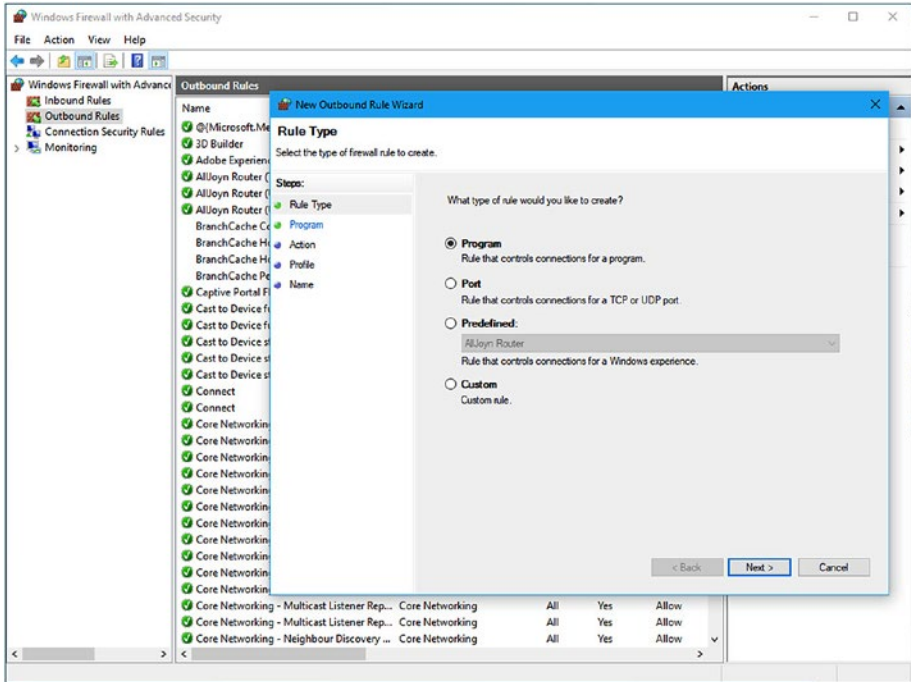 Windows Firewall with Advanced Security
File Action View Help
Windows Firewall with Advance
Inbound Rules
Outbound Rules
Connection Security Rules
Monitoring
Outbound Rules
Name
@{Microsoft.Me
3D Builder
Adobe Experien
AllJoyn Router (
AllJoyn Router (
AllJoyn Router (
BranchCache Co
BranchCache Ho
BranchCache Ho
BranchCache Pe
Captive Portal Fl
Cast to Device fu
Cast to Device fu
Cast to Device st
Cast to Device st
Cast to Device st
Connect
Connect
Core Networkin
Core Networkin
Core Networkin
Core Networkin
Core Networkin
Core Networkin
Core Networkin
Core Networkin
Core Networkin
Core Networkin
Core Networkin
Core Networking - Multicast Listener Rep... Core Networking All Yes Allow
Core Networking - Multicast Listener Rep... Core Networking All Yes Allow
Core Networking - Neighbour Discovery ... Core Networking All Yes Allow
Actions
New Outbound Rule Wizard
Rule Type
Select the type of firewall rule to create.
Steps:
Rule Type
Program
Action
Profile
Name
What type of rule would you like to create?
Program
Rule that controls connections for a program.
Port
Rule that controls connections for a TCP or UDP port.
Predefined:
AllJoyn Router
Rule that controls connections for a Windows experience.
Custom
Custom rule.
< Back Next > Cancel